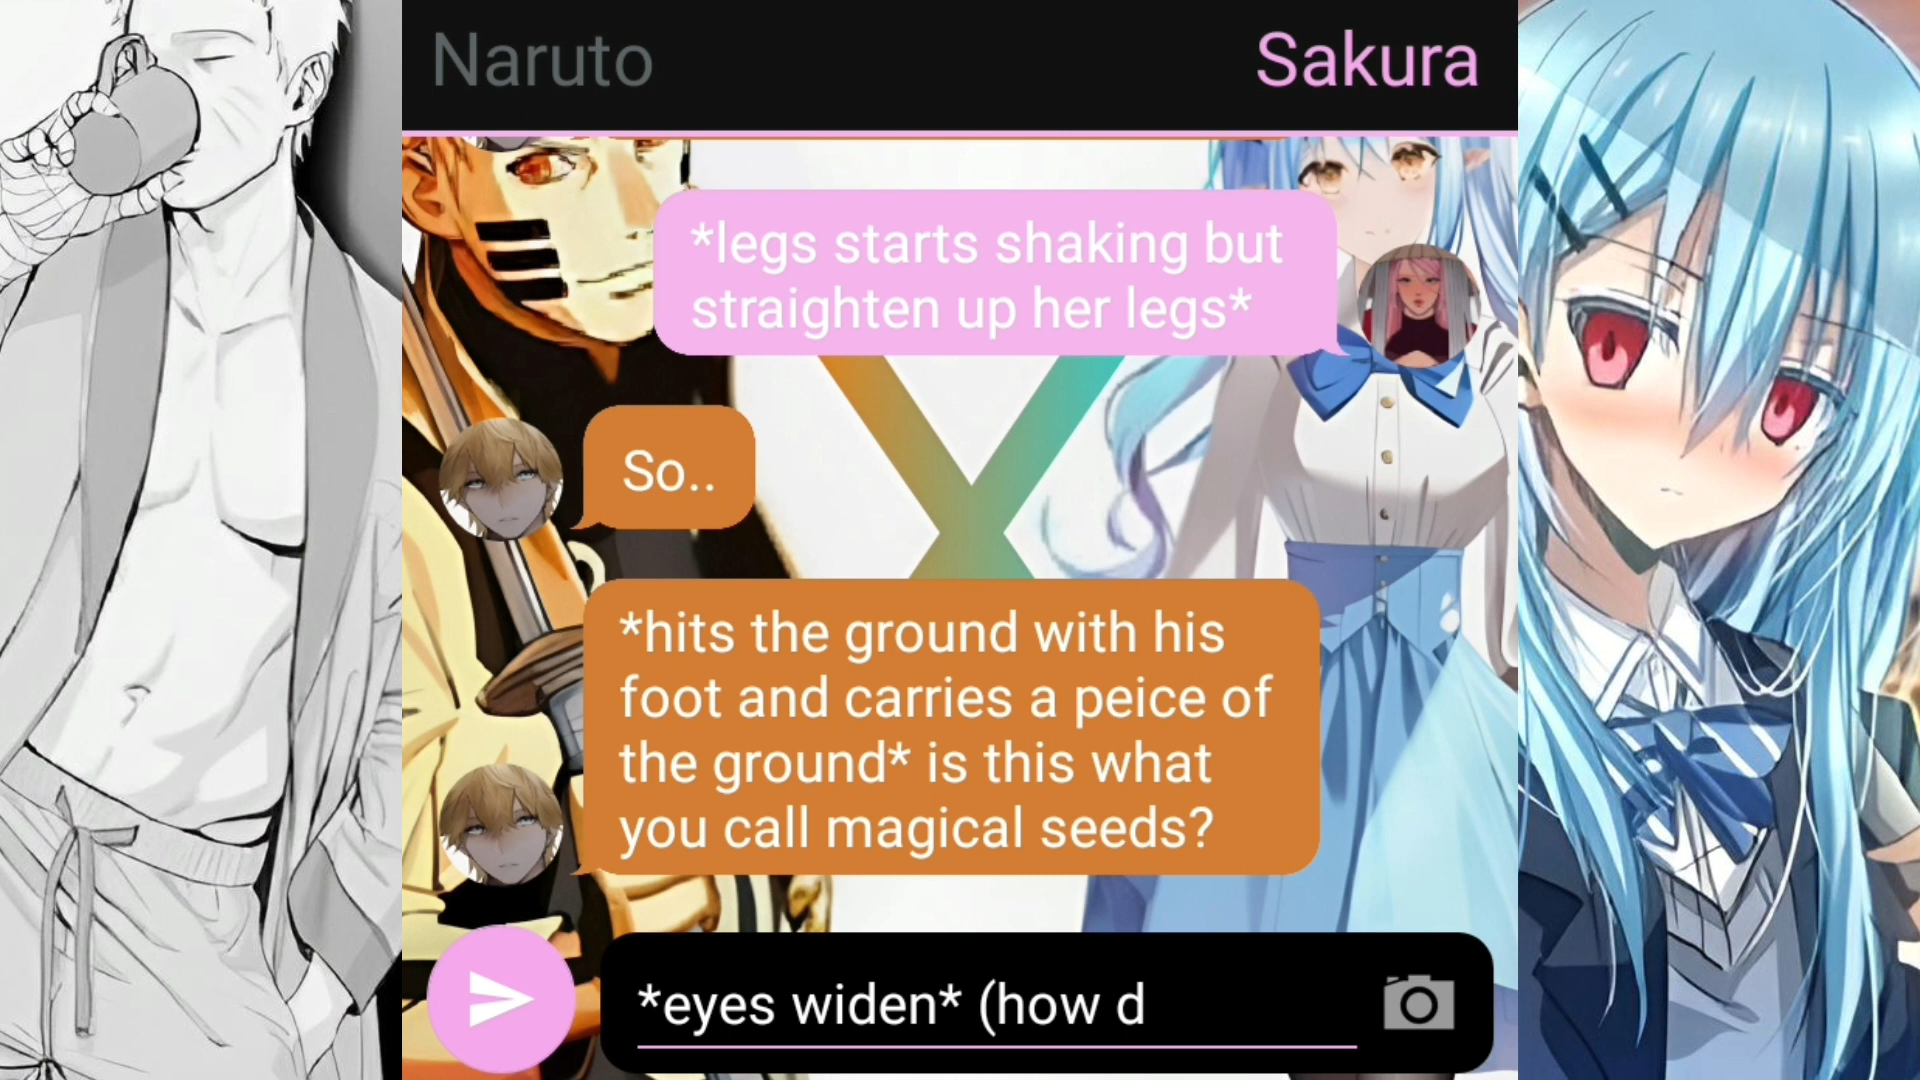 Naruto
Sakura
*legs starts shaking but
straighten up her legs*
So..
*hits the ground with his
foot and carries a peice of
the ground* is this what
you call magical seeds?
*eyes widen* (how d